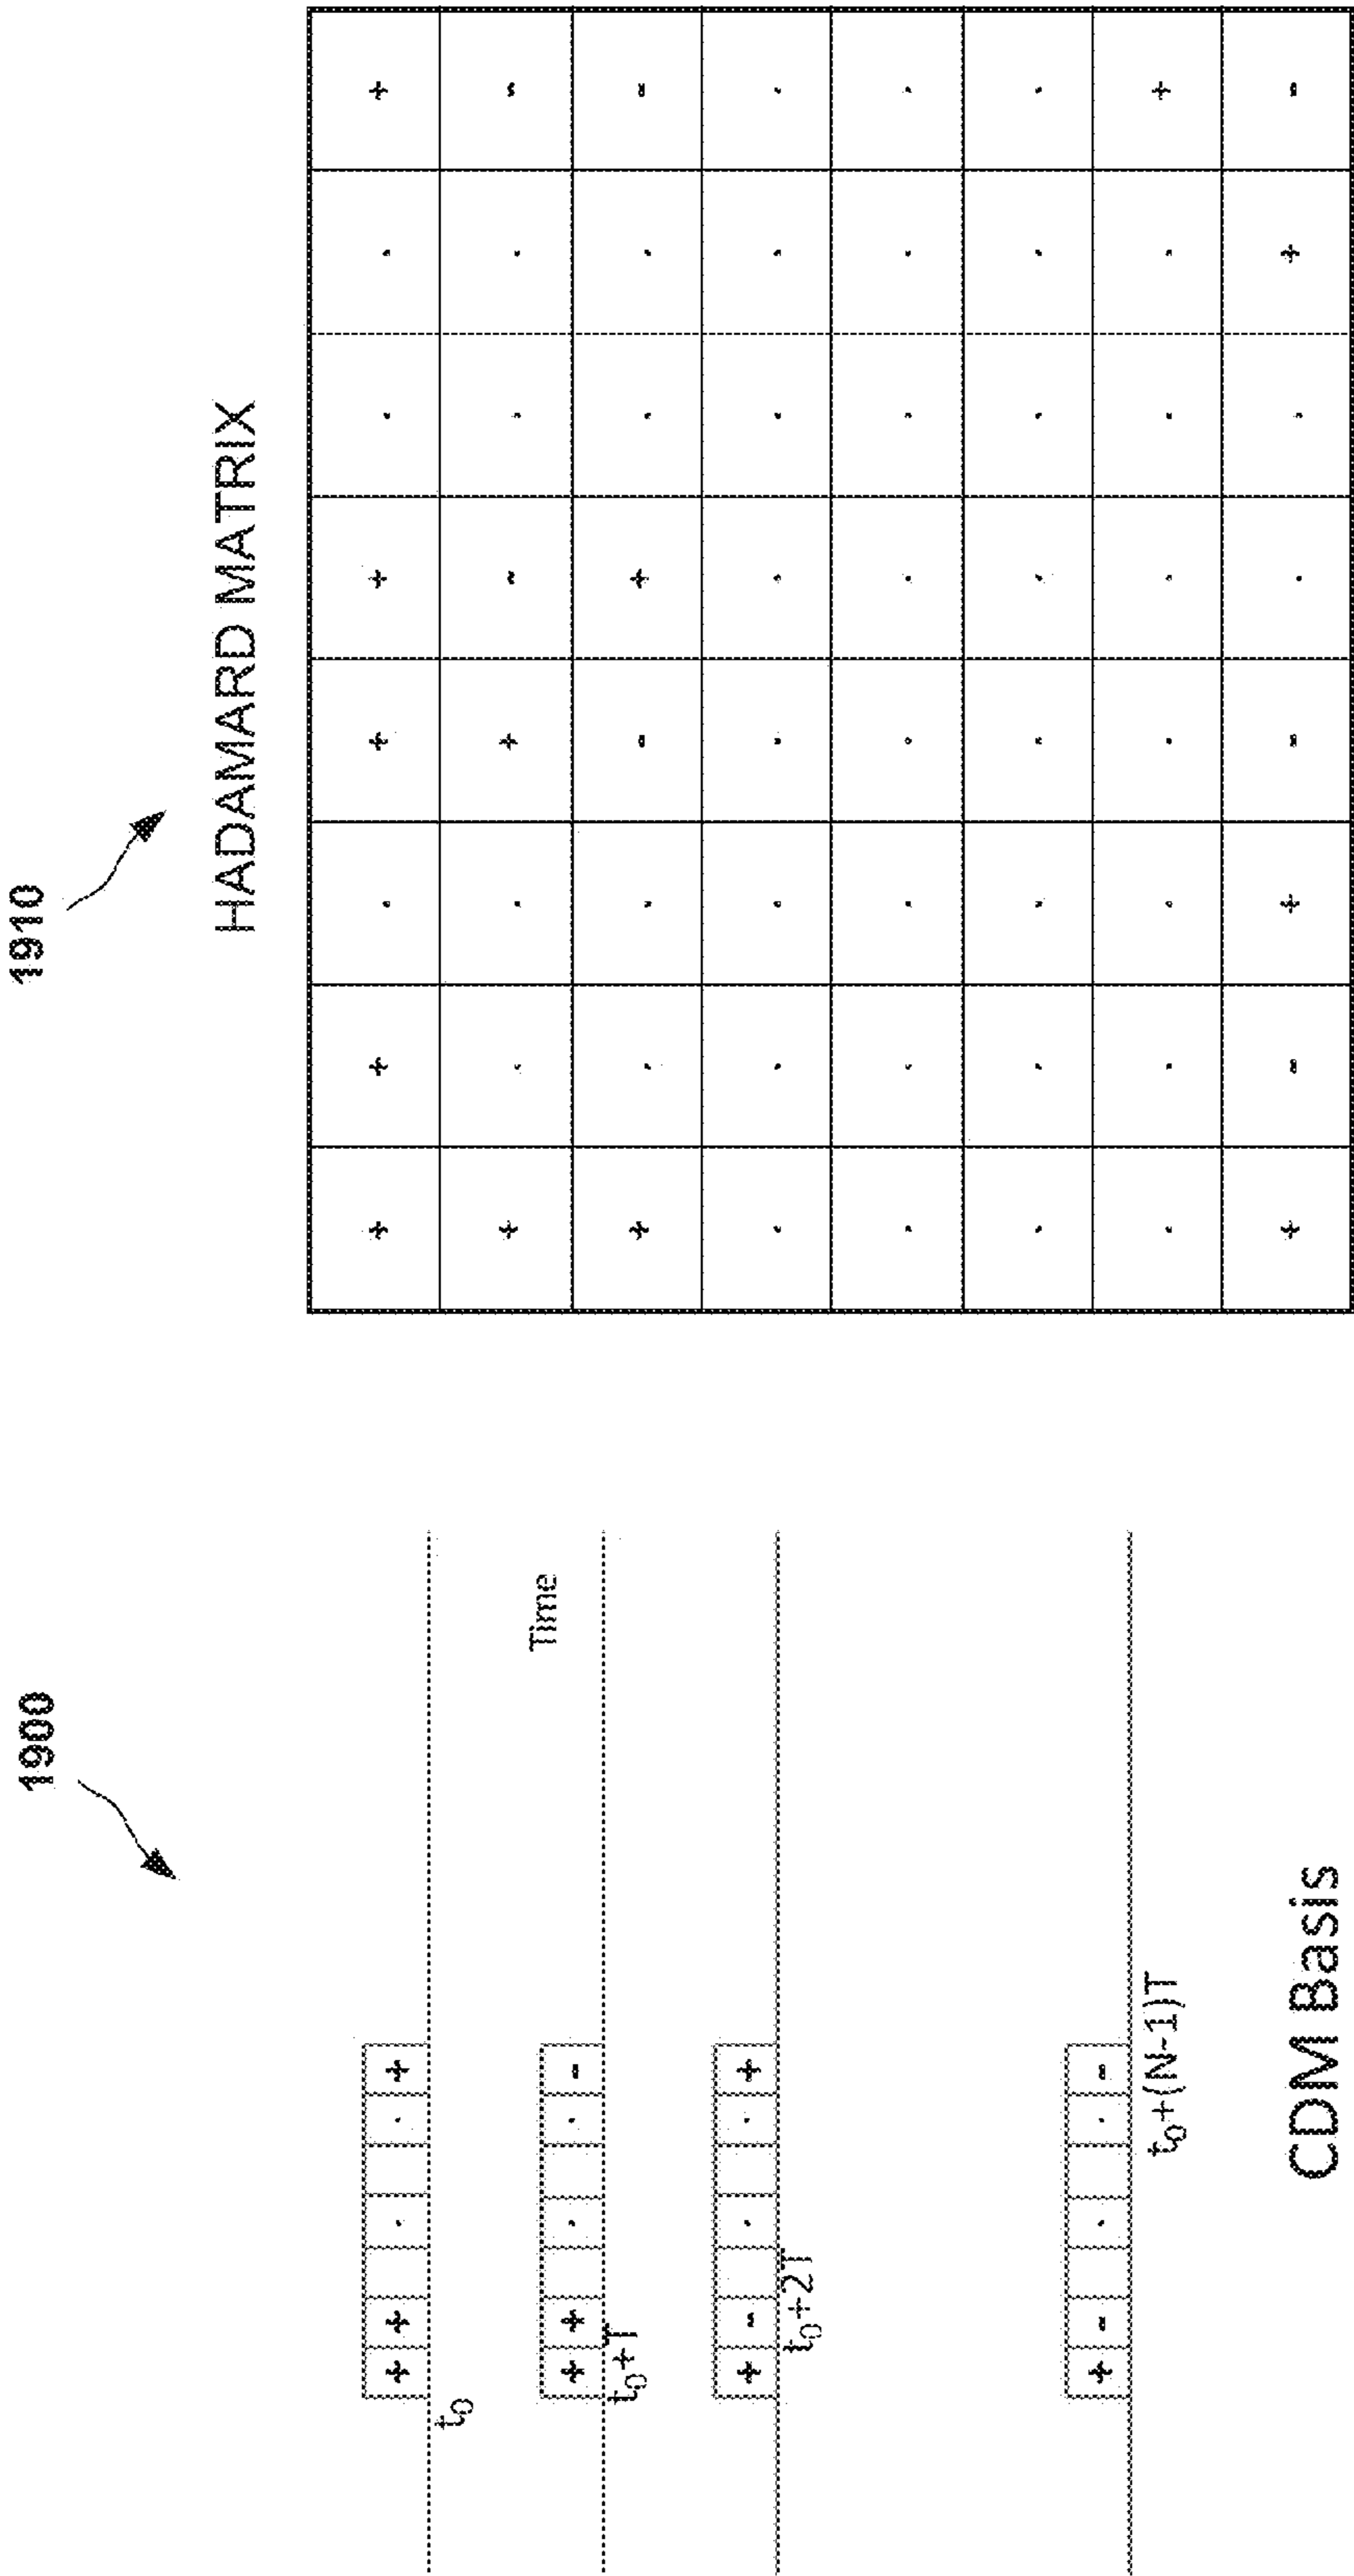 1900
+ + . . +
t₀
Time
+ + . . -
t₀+T
+ - . . +
t₀+2T
+ - . . -
t₀+(N-1)T
CDM Basis
1910
HADAMARD MATRIX
+ + . + + . . +
+ . . + - . . -
+ . . - + . . -
. . . . . . . .
. . . . . . . .
. . . . . . . .
. . . . . . . +
+ - + - . . + -